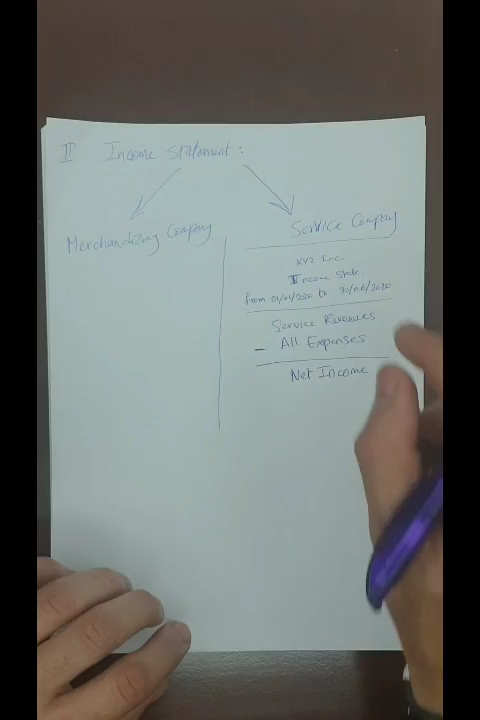 II Income Statement:
Merchandizing Company
Service Company
XYZ Inc.
Income State.
from 01/01/2020 to 30/06/2020
Service Revenues
- All Expenses
Net Income